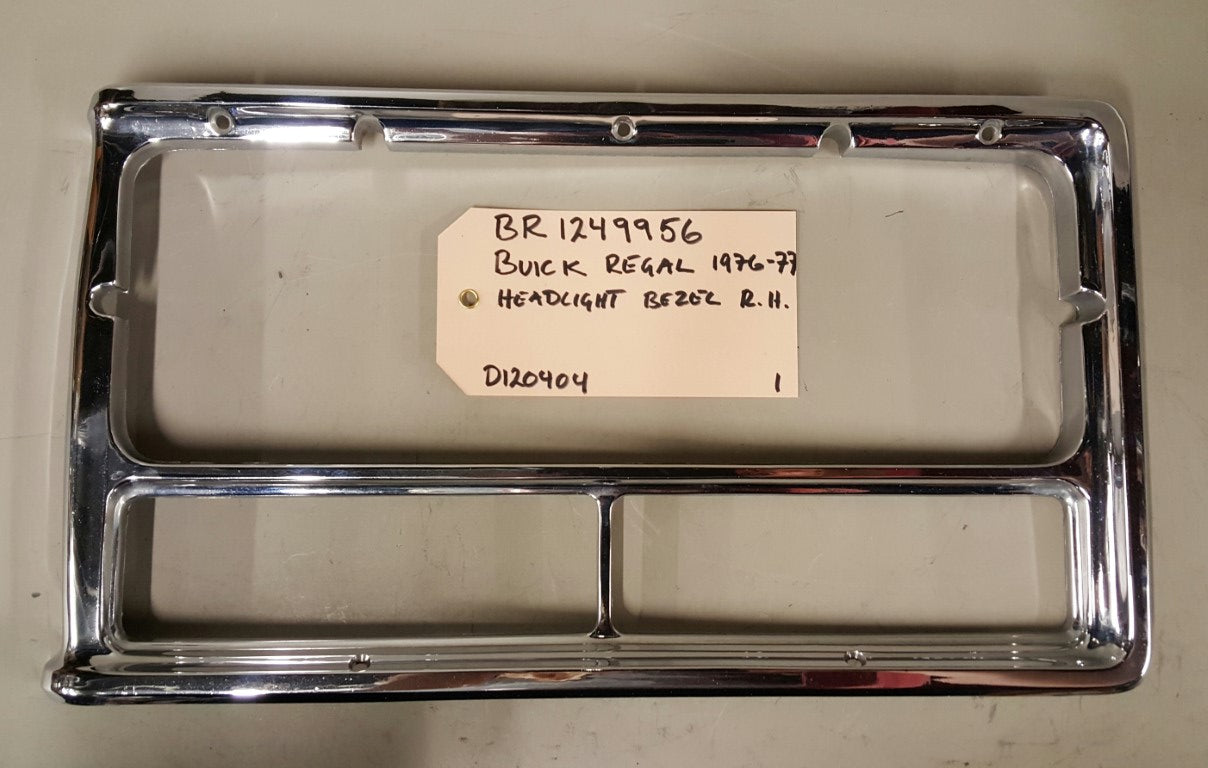 BR1249956
BUICK REGAL 1976-77
HEADLIGHT BEZEL R.H.
D120404 1